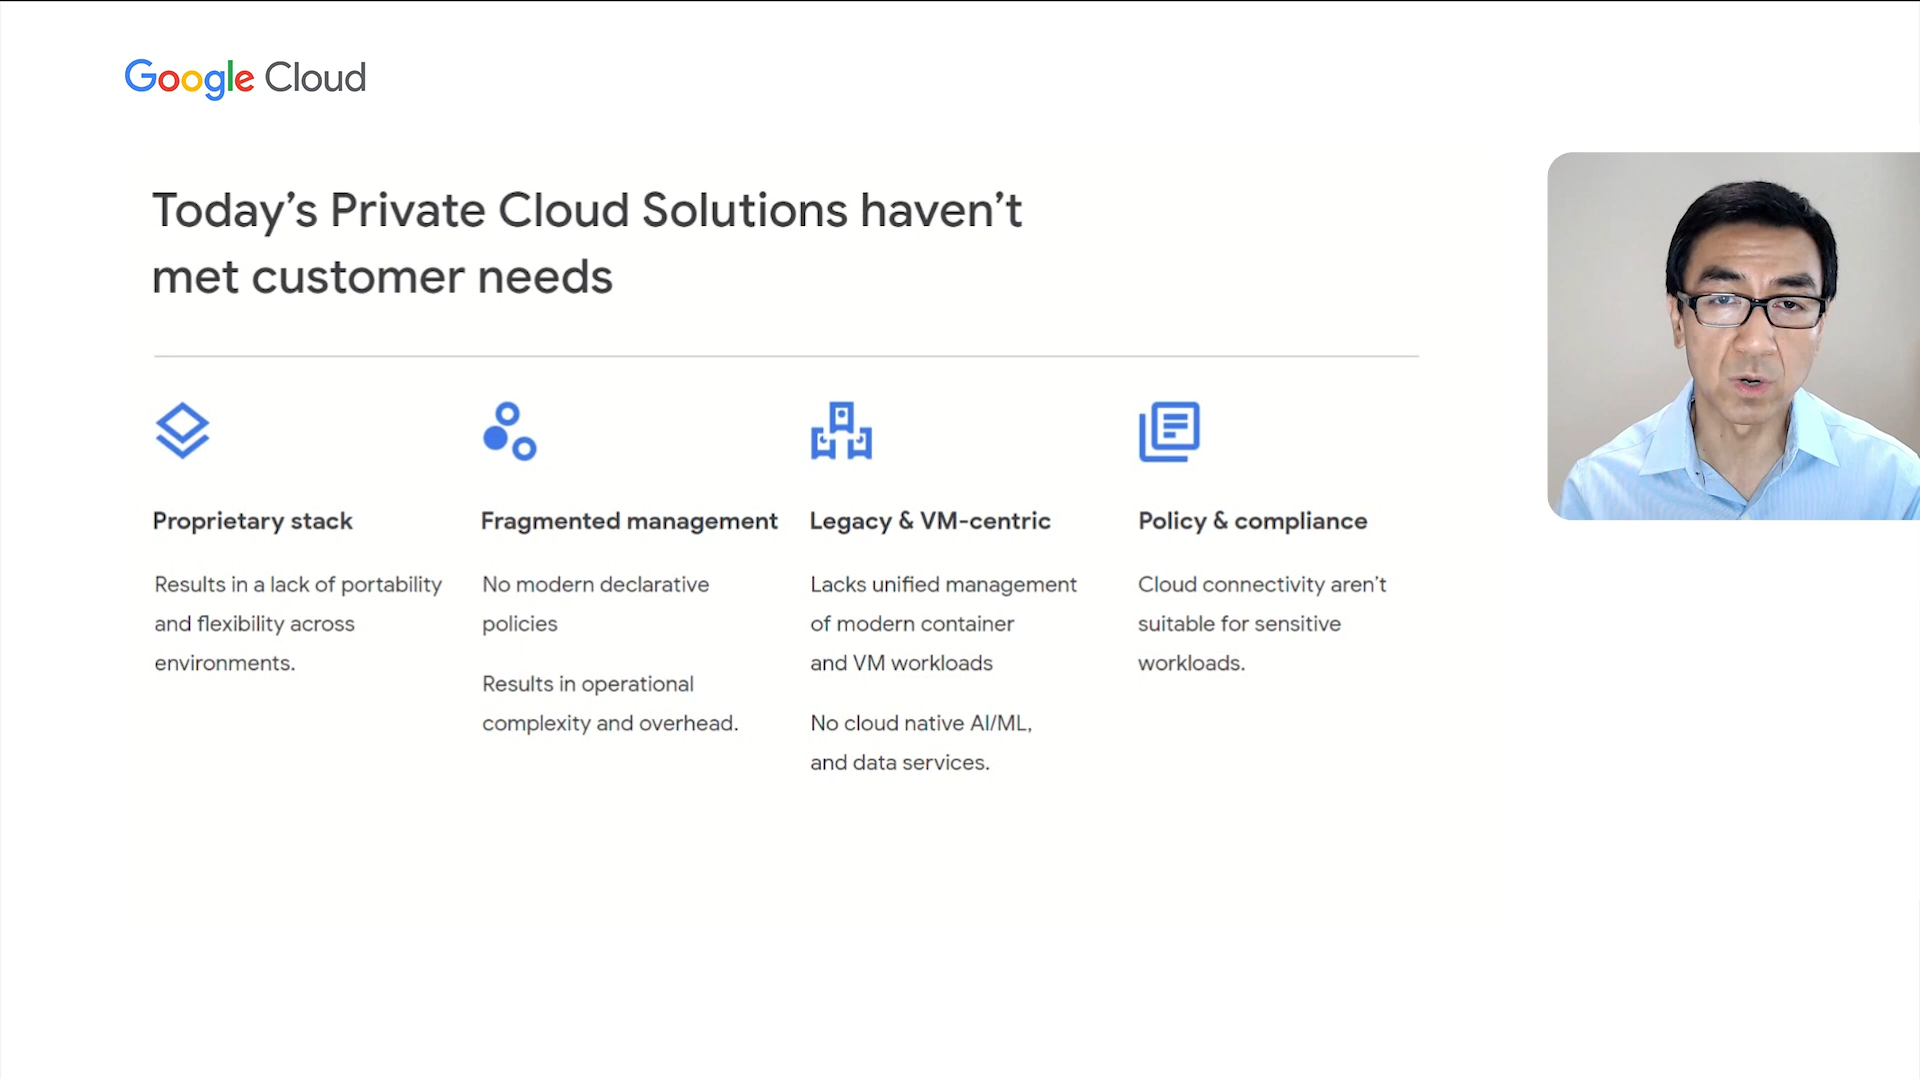 Google Cloud
Today’s Private Cloud Solutions haven’t
met customer needs
Proprietary stack
Results in a lack of portability
and flexibility across
environments.
Fragmented management
No modern declarative
policies
Results in operational
complexity and overhead.
Legacy & VM-centric
Lacks unified management
of modern container
and VM workloads
No cloud native AI/ML,
and data services.
Policy & compliance
Cloud connectivity aren’t
suitable for sensitive
workloads.